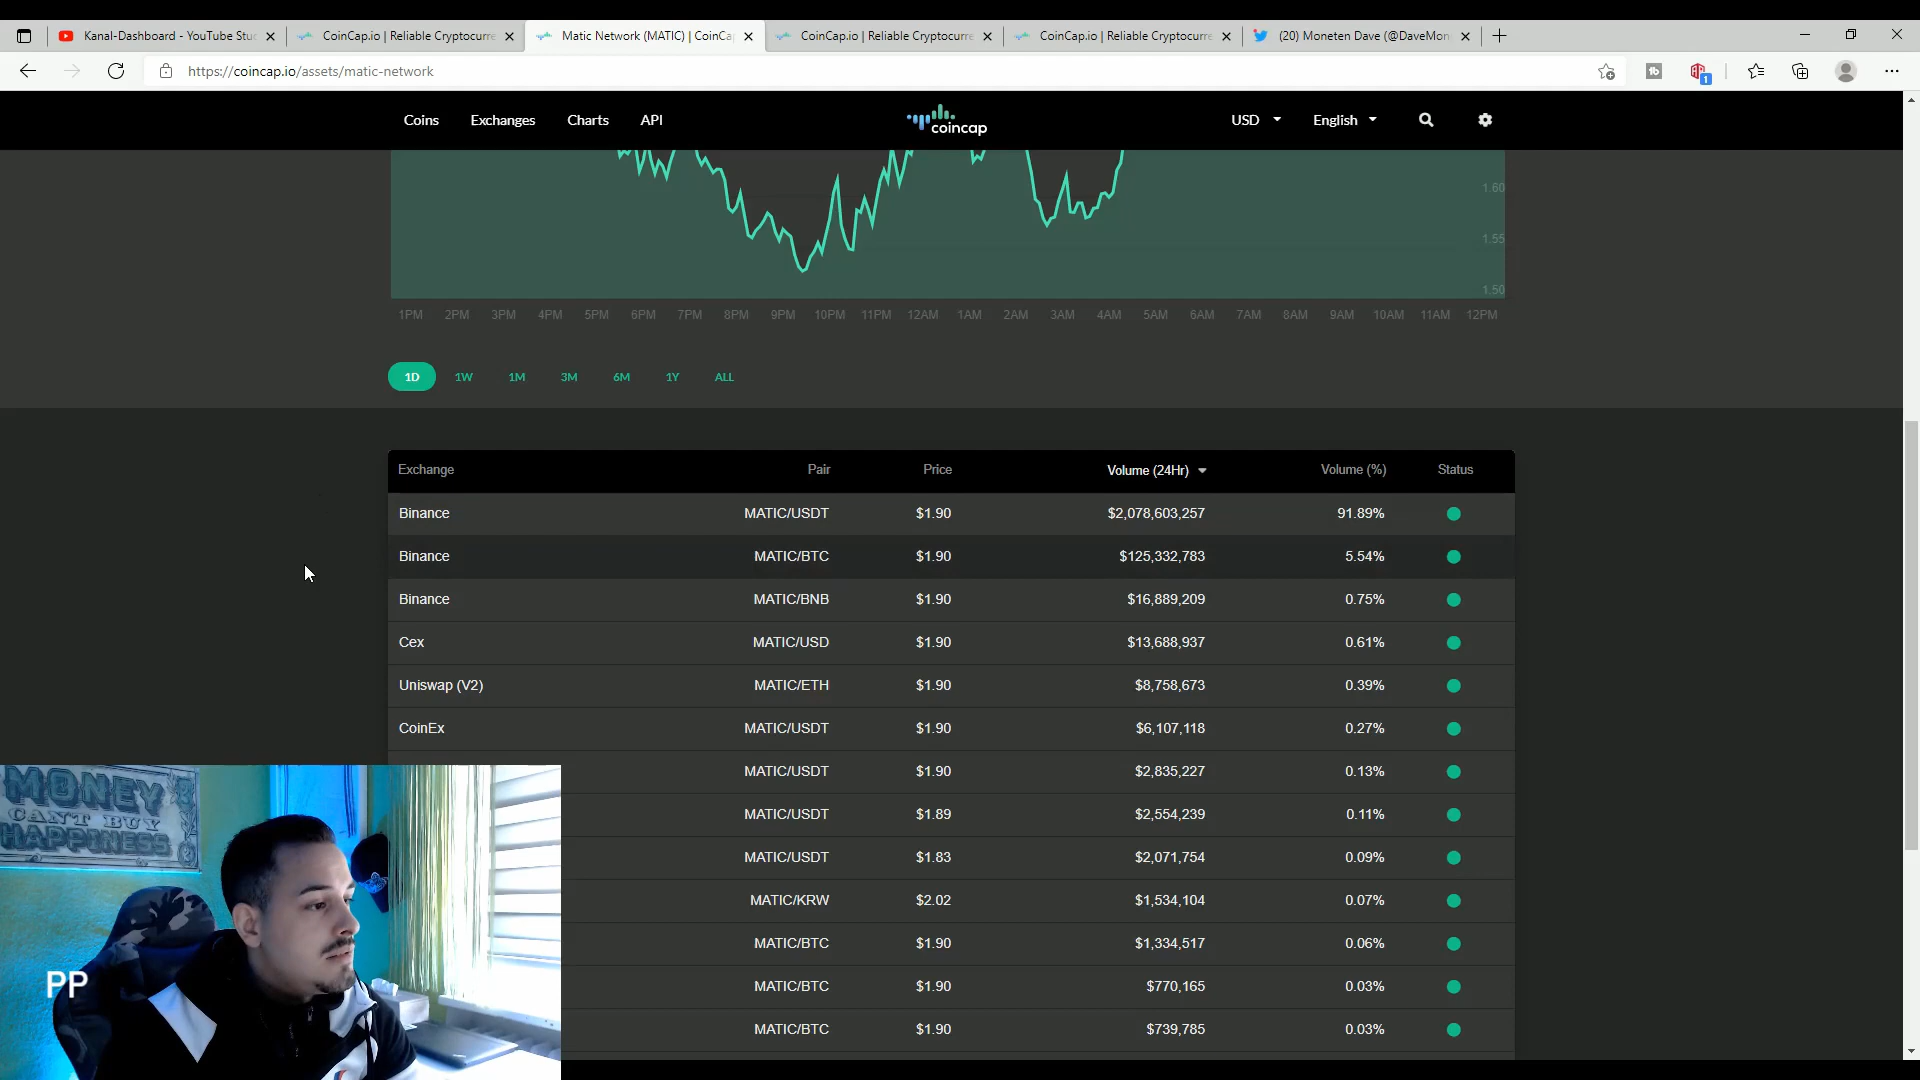 Kanal-Dashboard - YouTube Stu
CoinCap.io | Reliable Cryptocurre
Matic Network (MATIC) | CoinCa
CoinCap.io | Reliable Cryptocurre
CoinCap.io | Reliable Cryptocurre
(20) Moneten Dave (@DaveMon
https://coincap.io/assets/matic-network
1
Coins Exchanges Charts API
coincap
USD English
1.60
1.55
1.50
1PM 2PM 3PM 4PM 5PM 6PM 7PM 8PM 9PM 10PM 11PM 12AM 1AM 2AM 3AM 4AM 5AM 6AM 7AM 8AM 9AM 10AM 11AM 12PM
1D 1W 1M 3M 6M 1Y ALL
Exchange Pair Price Volume (24Hr) Volume (%) Status
Binance MATIC/USDT $1.90 $2,078,603,257 91.89%
Binance MATIC/BTC $1.90 $125,332,783 5.54%
Binance MATIC/BNB $1.90 $16,889,209 0.75%
Cex MATIC/USD $1.90 $13,688,937 0.61%
Uniswap (V2) MATIC/ETH $1.90 $8,758,673 0.39%
CoinEx MATIC/USDT $1.90 $6,107,118 0.27%
MATIC/USDT $1.90 $2,835,227 0.13%
MATIC/USDT $1.89 $2,554,239 0.11%
MATIC/USDT $1.83 $2,071,754 0.09%
MATIC/KRW $2.02 $1,534,104 0.07%
MATIC/BTC $1.90 $1,334,517 0.06%
MATIC/BTC $1.90 $770,165 0.03%
MATIC/BTC $1.90 $739,785 0.03%
MONEY
CANT BUY
HAPPINESS
PP